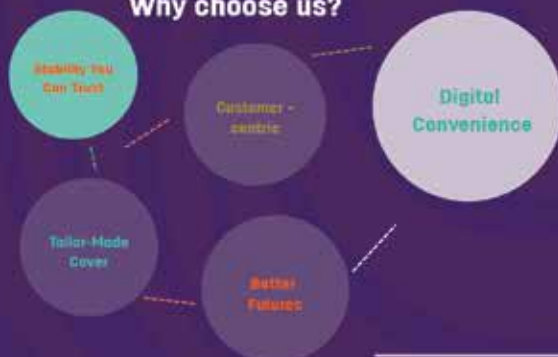 Why choose us?
Stability You
Can Trust
Customer -
centric
Digital
Convenience
Tailor-Made
Cover
Better
Futures